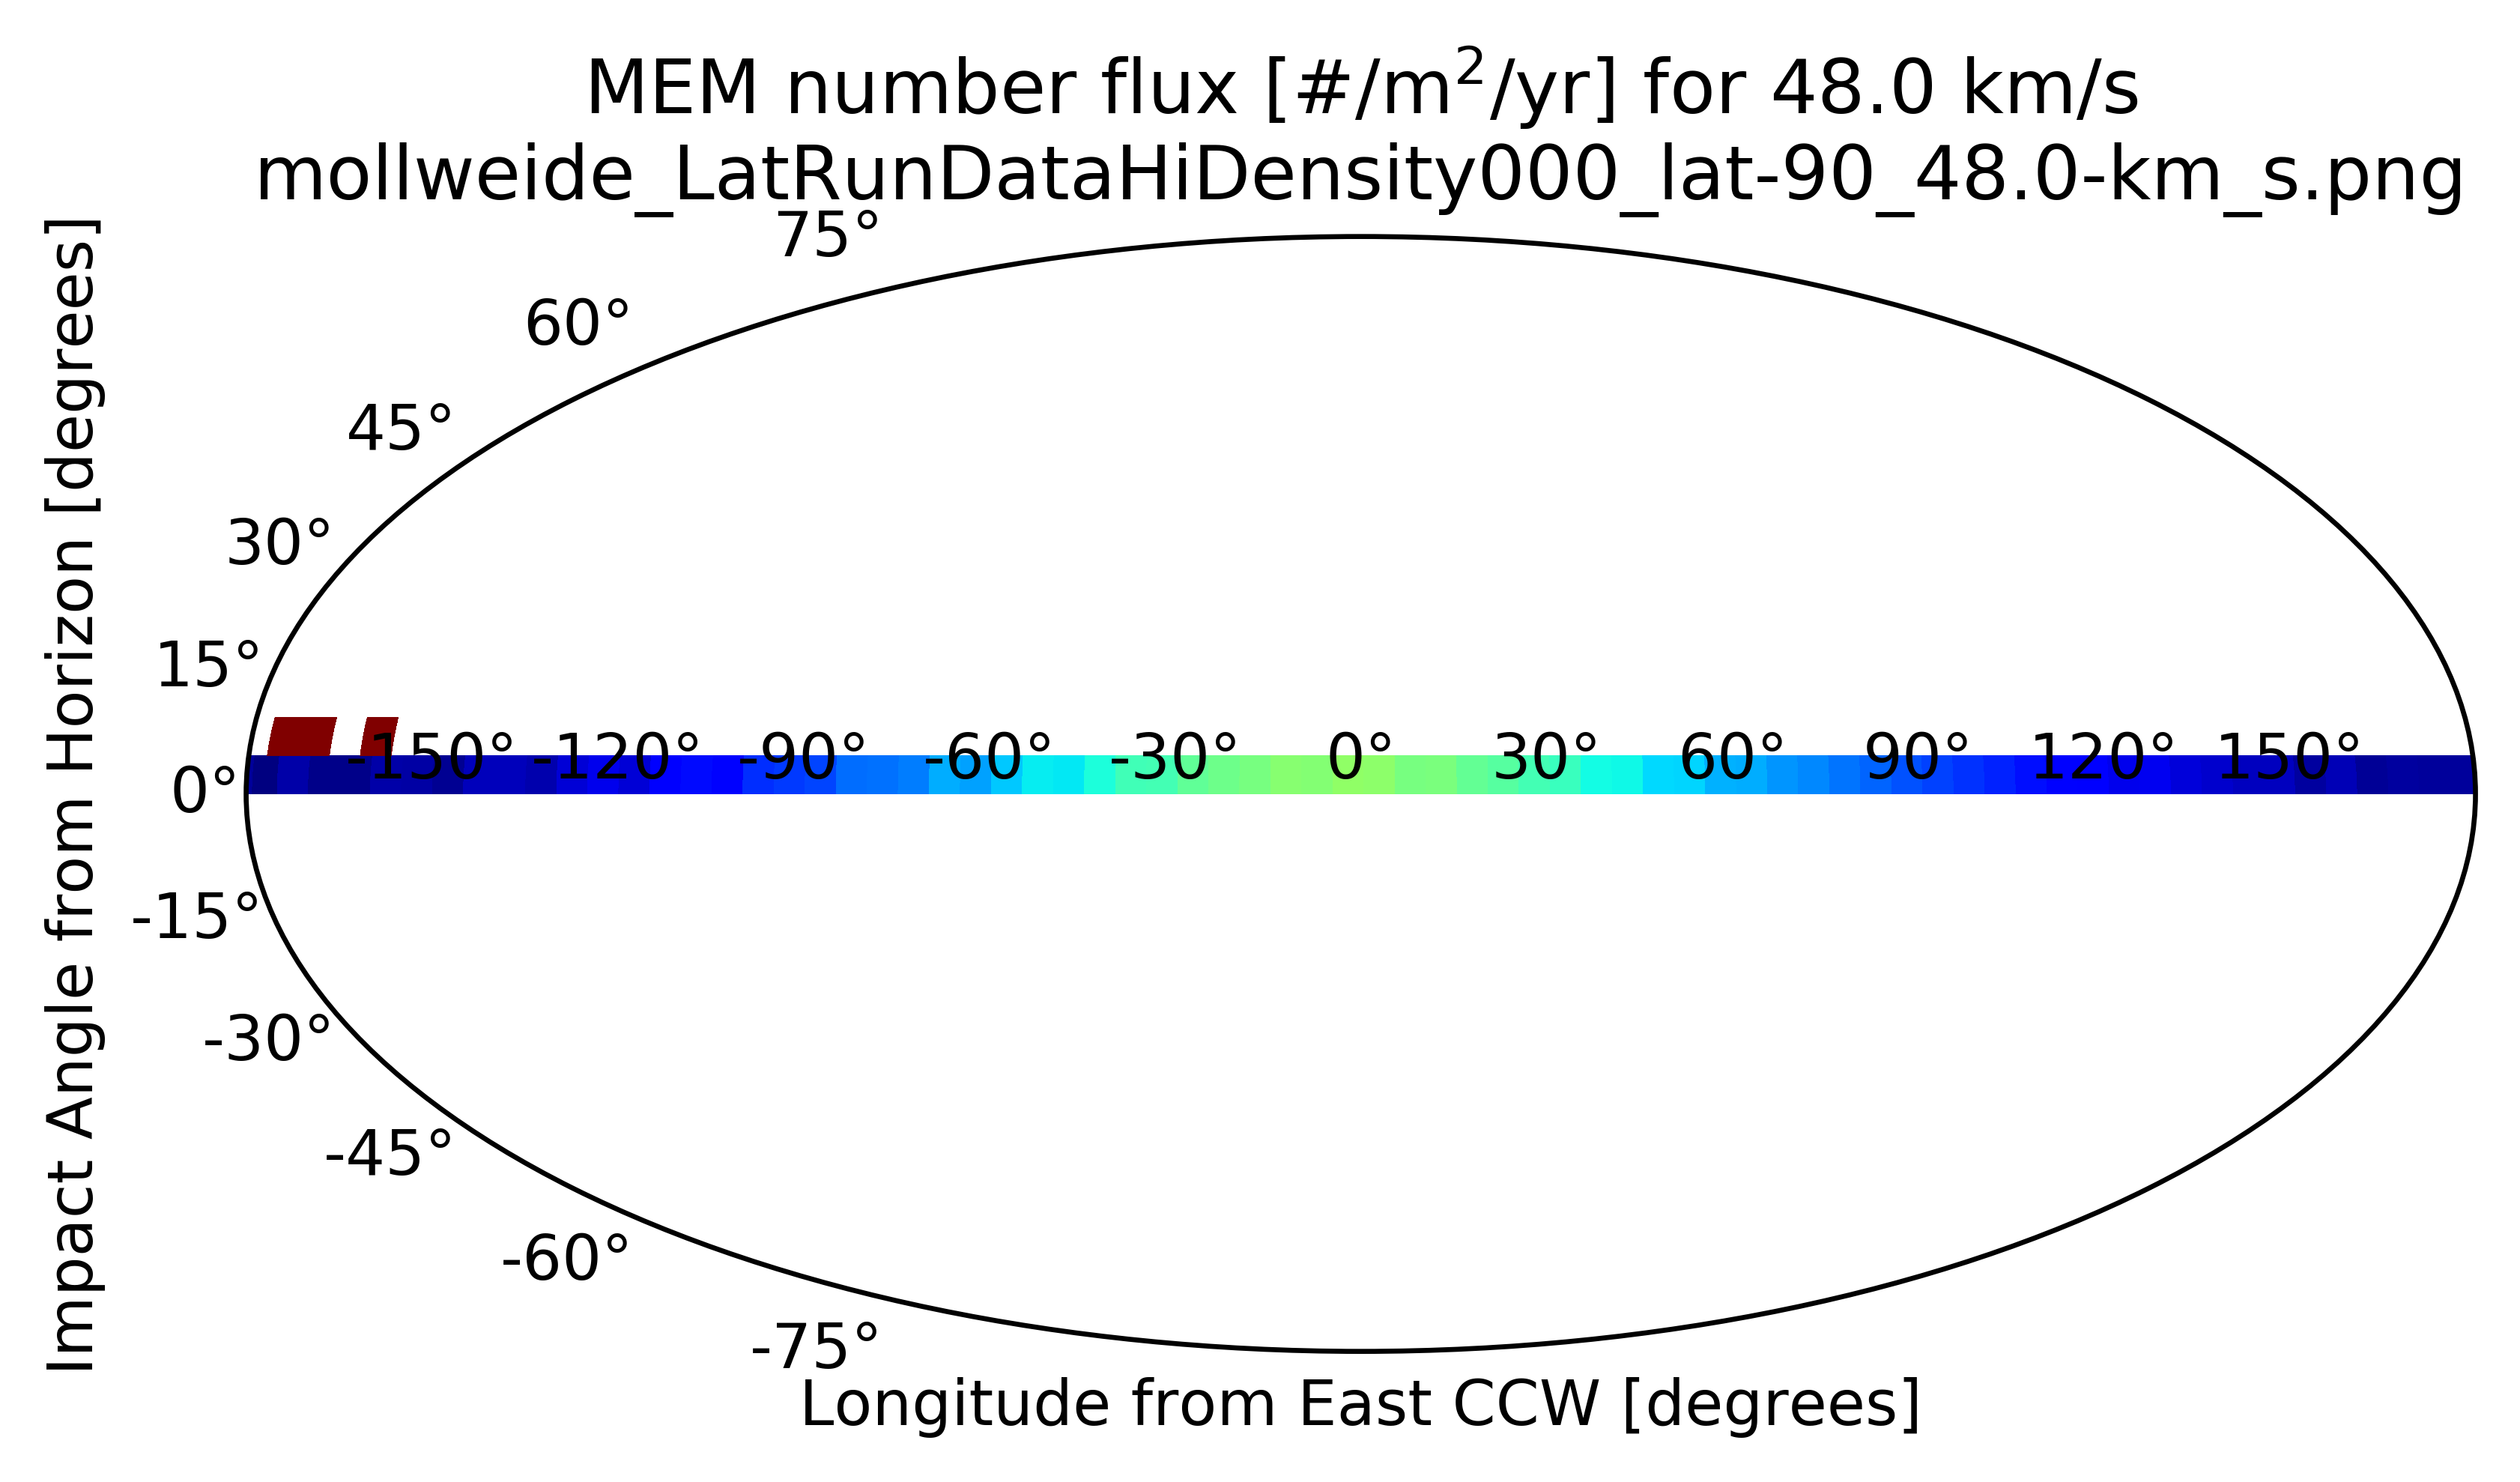 MEM number flux [#/m²/yr] for 48.0 km/s
mollweide_LatRunDataHiDensity000_lat-90_48.0-km_s.png
75°
60°
45°
30°
15°
0°
-15°
-30°
-45°
-60°
-75°
-150° -120° -90° -60° -30° 0° 30° 60° 90° 120° 150°
Impact Angle from Horizon [degrees]
Longitude from East CCW [degrees]